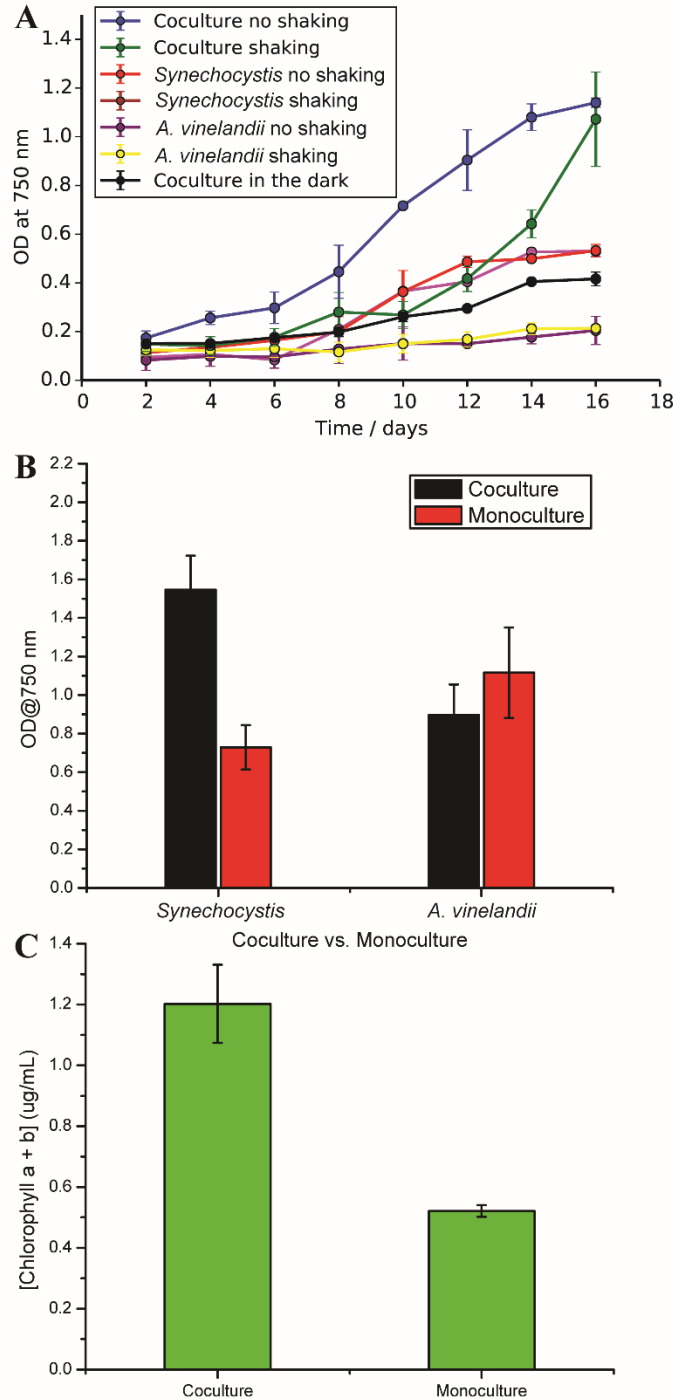 A
Coculture no shaking
Coculture shaking
Synechocystis no shaking
Synechocystis shaking
A. vinelandii no shaking
A. vinelandii shaking
Coculture in the dark
OD at 750 nm
1.4
1.2
1.0
0.8
0.6
0.4
0.2
0.0
0 2 4 6 8 10 12 14 16 18
Time / days
B
Coculture
Monoculture
OD@750 nm
2.2
2.0
1.8
1.6
1.4
1.2
1.0
0.8
0.6
0.4
0.2
0.0
Synechocystis A. vinelandii
Coculture vs. Monoculture
C
[Chlorophyll a + b] (ug/mL)
1.4
1.2
1.0
0.8
0.6
0.4
0.2
0.0
Coculture Monoculture